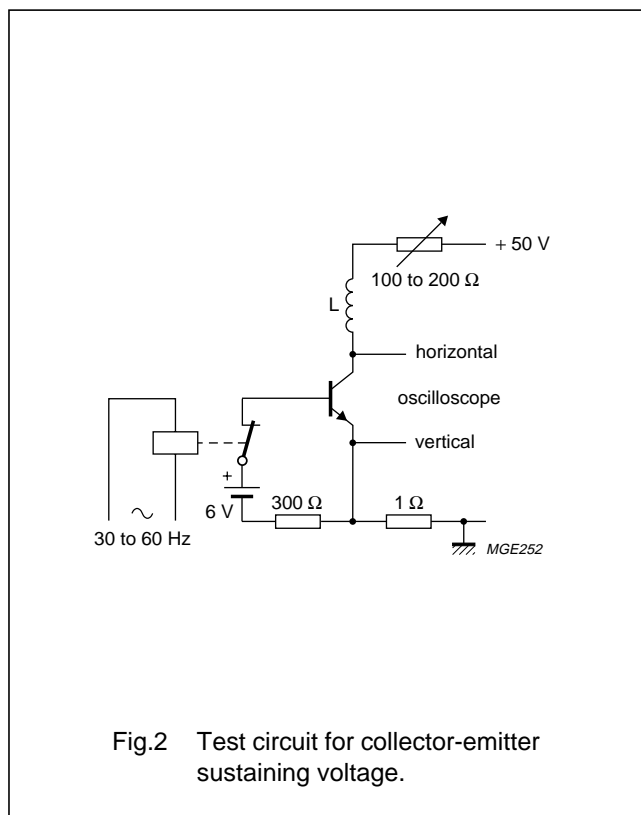 + 50 V
100 to 200 Ω
L
horizontal
oscilloscope
vertical
+
6 V
300 Ω
1 Ω
30 to 60 Hz
MGE252
Fig.2 Test circuit for collector-emitter
sustaining voltage.